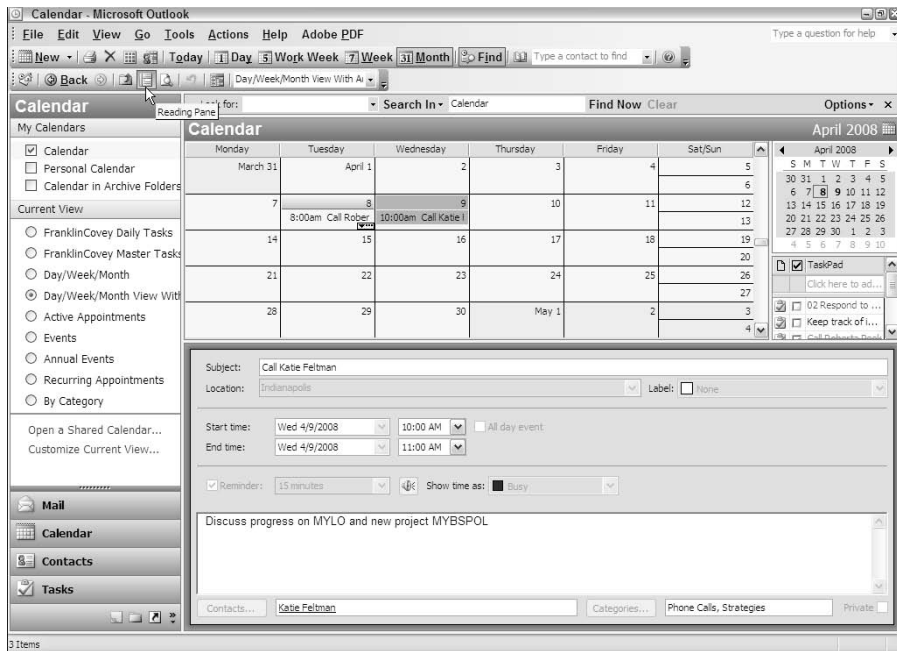 Calendar - Microsoft Outlook
File Edit View Go Tools Actions Help Adobe PDF
Type a question for help
New Today 1 Day 5 Work Week 7 Week 31 Month Find Type a contact to find
Back Day/Week/Month View With Au
Calendar
Look for: Search In Calendar Find Now Clear Options ×
Reading Pane
My Calendars
Calendar
Personal Calendar
Calendar in Archive Folders
Current View
FranklinCovey Daily Tasks
FranklinCovey Master Tasks
Day/Week/Month
Day/Week/Month View With
Active Appointments
Events
Annual Events
Recurring Appointments
By Category
Open a Shared Calendar...
Customize Current View...
Mail
Calendar
Contacts
Tasks
Calendar April 2008
Monday Tuesday Wednesday Thursday Friday Sat/Sun
March 31 April 1 2 3 4 5
6
7 8 9 10 11 12
8:00am Call Rober 10:00am Call Katie
13
14 15 16 17 18 19
20
21 22 23 24 25 26
27
28 29 30 May 1 2 3
4
April 2008
S M T W T F S
30 31 1 2 3 4 5
6 7 8 9 10 11 12
13 14 15 16 17 18 19
20 21 22 23 24 25 26
27 28 29 30 1 2 3
4 5 6 7 8 9 10
TaskPad
Click here to ad...
02 Respond to ...
Keep track of i...
Subject: Call Katie Feltman
Location: Indianapolis Label: None
Start time: Wed 4/9/2008 10:00 AM All day event
End time: Wed 4/9/2008 11:00 AM
Reminder: 15 minutes Show time as: Busy
Discuss progress on MYLO and new project MYBSPOL
Contacts... Katie Feltman Categories... Phone Calls, Strategies Private
3 Items